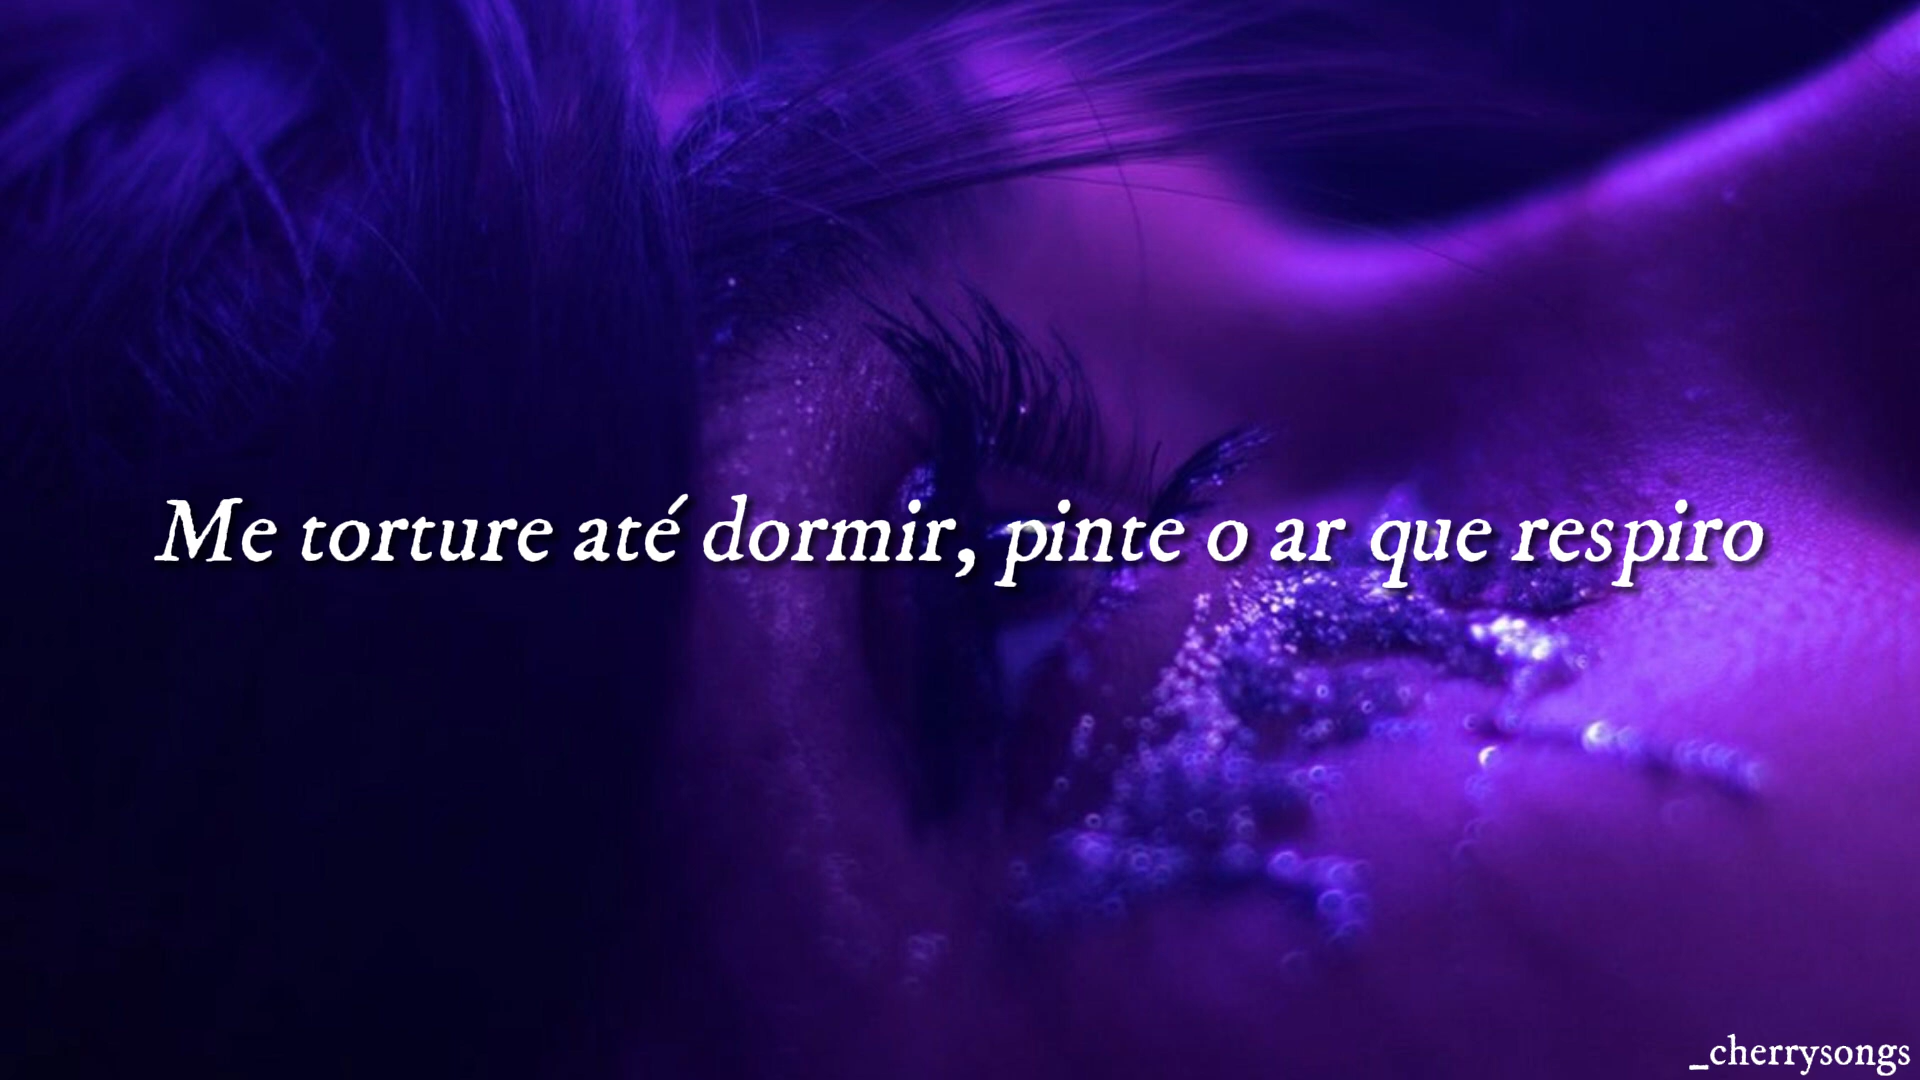 Me torture até dormir, pinte o ar que respiro
_cherrysongs